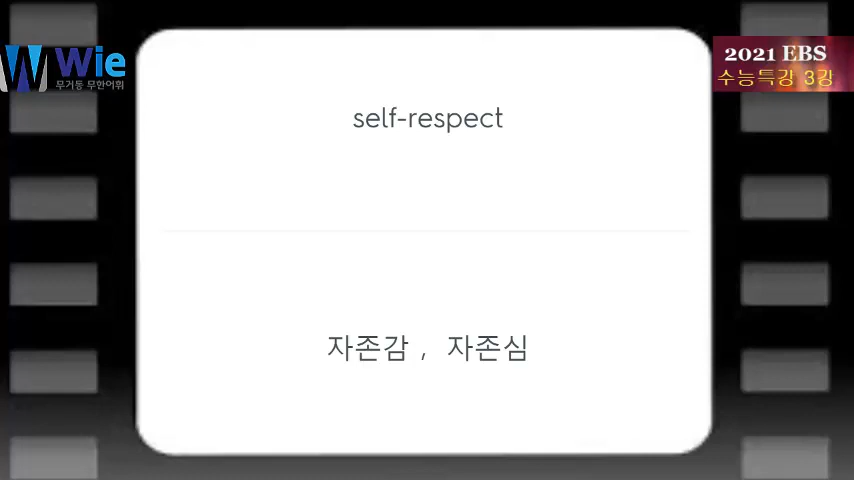 Wie
무거동 무한어휘
2021 EBS
수능특강 3강
self-respect
자존감 , 자존심